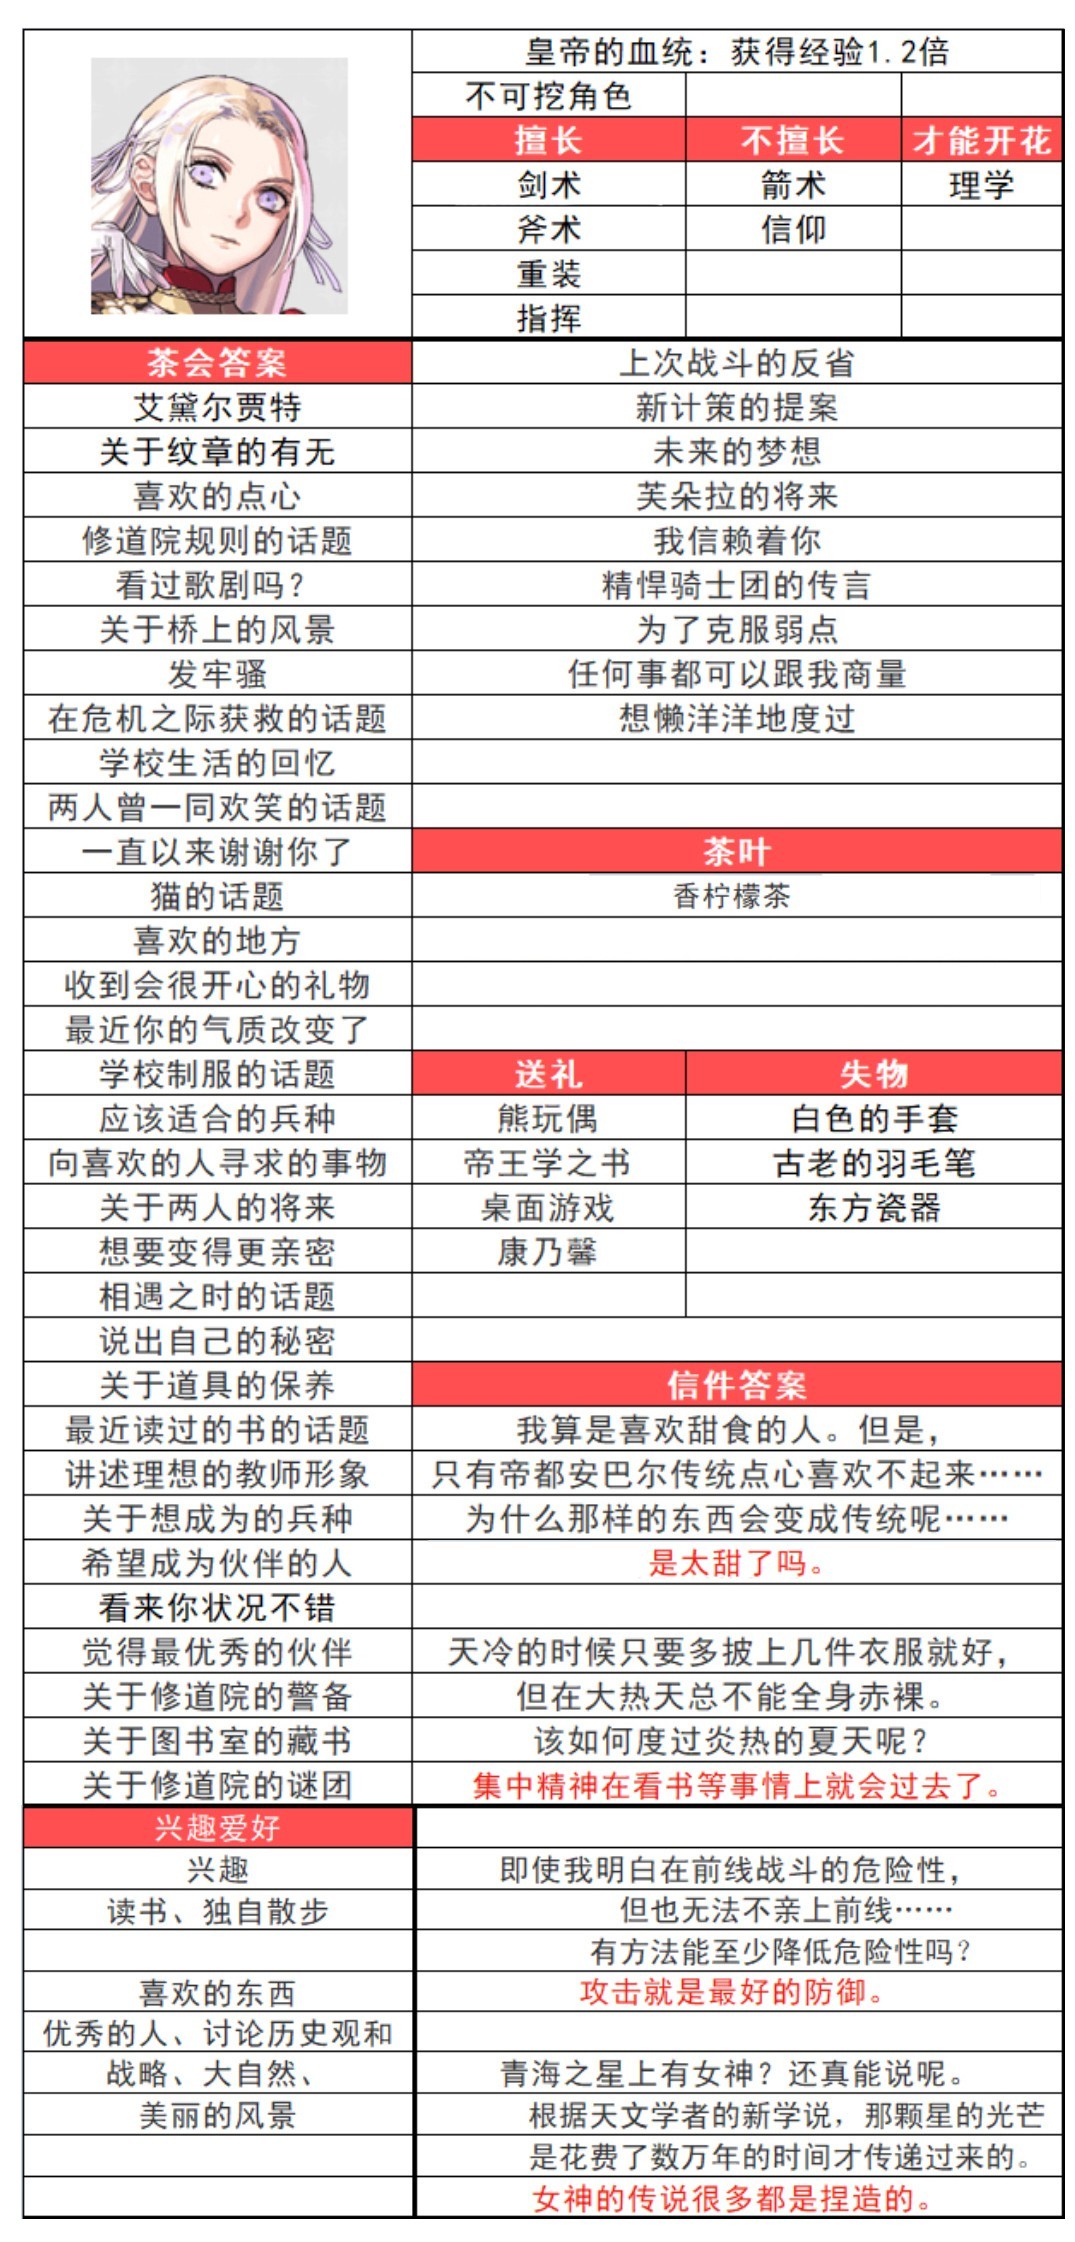 皇帝的血统：获得经验1.2倍
不可挖角色
擅长 不擅长 才能开花
剑术 箭术 理学
斧术 信仰
重装
指挥
茶会答案 上次战斗的反省
艾黛尔贾特 新计策的提案
关于纹章的有无 未来的梦想
喜欢的点心 芙朵拉的将来
修道院规则的话题 我信赖着你
看过歌剧吗？ 精悍骑士团的传言
关于桥上的风景 为了克服弱点
发牢骚 任何事都可以跟我商量
在危机之际获救的话题 想懒洋洋地度过
学校生活的回忆
两人曾一同欢笑的话题
一直以来谢谢你了 茶叶
猫的话题 香柠檬茶
喜欢的地方
收到会很开心的礼物
最近你的气质改变了
学校制服的话题 送礼 失物
应该适合的兵种 熊玩偶 白色的手套
向喜欢的人寻求的事物 帝王学之书 古老的羽毛笔
关于两人的将来 桌面游戏 东方瓷器
想要变得更亲密 康乃馨
相遇之时的话题
说出自己的秘密
关于道具的保养 信件答案
最近读过的书的话题 我算是喜欢甜食的人。但是，
讲述理想的教师形象 只有帝都安巴尔传统点心喜欢不起来……
关于想成为的兵种 为什么那样的东西会变成传统呢……
希望成为伙伴的人 是太甜了吗。
看来你状况不错
觉得最优秀的伙伴 天冷的时候只要多披上几件衣服就好，
关于修道院的警备 但在大热天总不能全身赤裸。
关于图书室的藏书 该如何度过炎热的夏天呢？
关于修道院的谜团 集中精神在看书等事情上就会过去了。
兴趣爱好
兴趣 即使我明白在前线战斗的危险性，
读书、独自散步 但也无法不亲上前线……
有方法能至少降低危险性吗？
喜欢的东西 攻击就是最好的防御。
优秀的人、讨论历史观和
战略、大自然、 青海之星上有女神？还真能说呢。
美丽的风景 根据天文学者的新学说，那颗星的光芒
是花费了数万年的时间才传递过来的。
女神的传说很多都是捏造的。